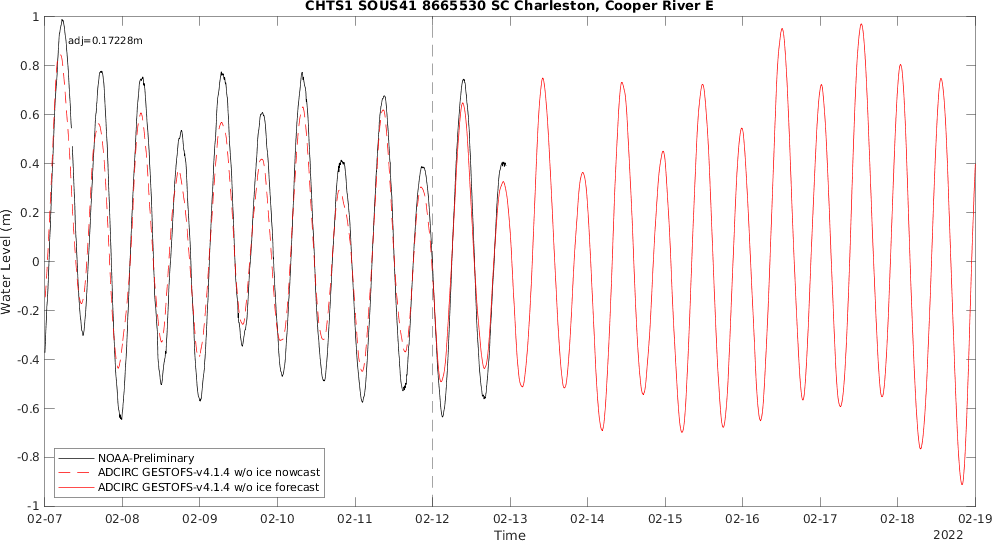 CHTS1 SOUS41 8665530 SC Charleston, Cooper River E
adj=0.17228m
Water Level (m)
1
0.8
0.6
0.4
0.2
0
-0.2
-0.4
-0.6
-0.8
-1
NOAA-Preliminary
ADCIRC GESTOFS-v4.1.4 w/o ice nowcast
ADCIRC GESTOFS-v4.1.4 w/o ice forecast
02-07 02-08 02-09 02-10 02-11 02-12 02-13 02-14 02-15 02-16 02-17 02-18 02-19
Time
2022